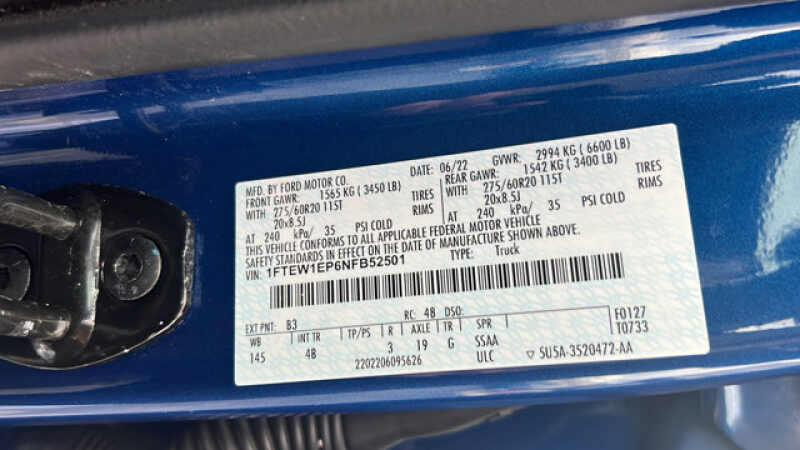 MFD. BY FORD MOTOR CO. DATE: 06/22 GVWR: 2994 KG ( 6600 LB)
FRONT GAWR: 1565 KG ( 3450 LB) REAR GAWR: 1542 KG ( 3400 LB)
WITH 275/60R20 115T TIRES WITH 275/60R20 115T TIRES
20x8.5J RIMS 20x8.5J RIMS
AT 240 kPa/ 35 PSI COLD AT 240 kPa/ 35 PSI COLD
THIS VEHICLE CONFORMS TO ALL APPLICABLE FEDERAL MOTOR VEHICLE
SAFETY STANDARDS IN EFFECT ON THE DATE OF MANUFACTURE SHOWN ABOVE.
VIN: 1FTEW1EP6NFB52501 TYPE: Truck
EXT PNT: B3 RC: 4B DSO: F0127
WB INT TR TP/PS R AXLE TR SPR T0733
145 4B 3 19 G SSAA
2202206095626 ULC ▽ SU5A-3520472-AA